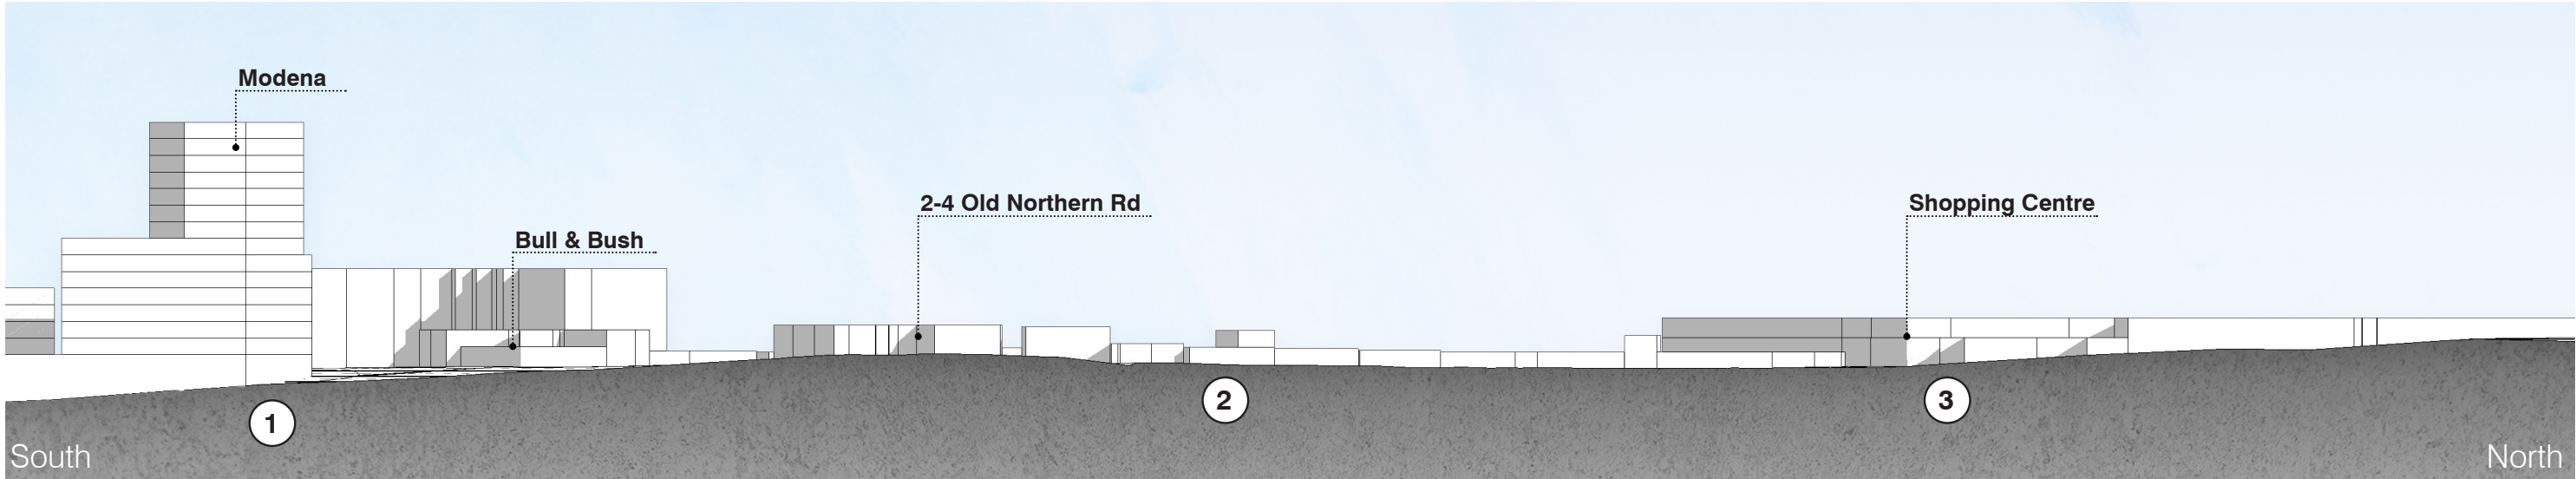 Modena
Bull & Bush
2-4 Old Northern Rd
Shopping Centre
1
2
3
South
North